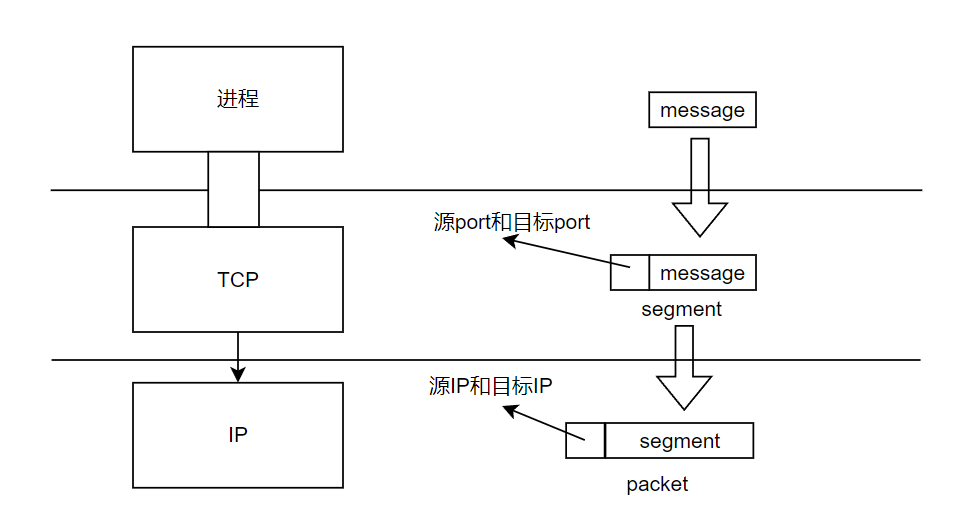 进程
message
源port和目标port
TCP
message
segment
源IP和目标IP
IP
segment
packet